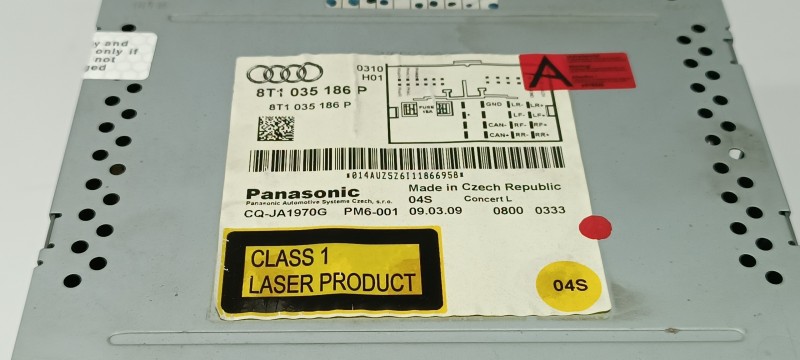 y and
only if
not
ged
0310
H01
8T1 035 186 P
8T1 035 186 P
FUSE
GND LR- LR+
+ LF- LF+
CAN- RF- RF+
CAN+ RR- RR+
A
*014AUZSZ6I11866958*
Panasonic
Panasonic Automotive Systems Czech, s.r.o.
Made in Czech Republic
04S Concert L
CQ-JA1970G PM6-001 09.03.09 0800 0333
CLASS 1
LASER PRODUCT
04S